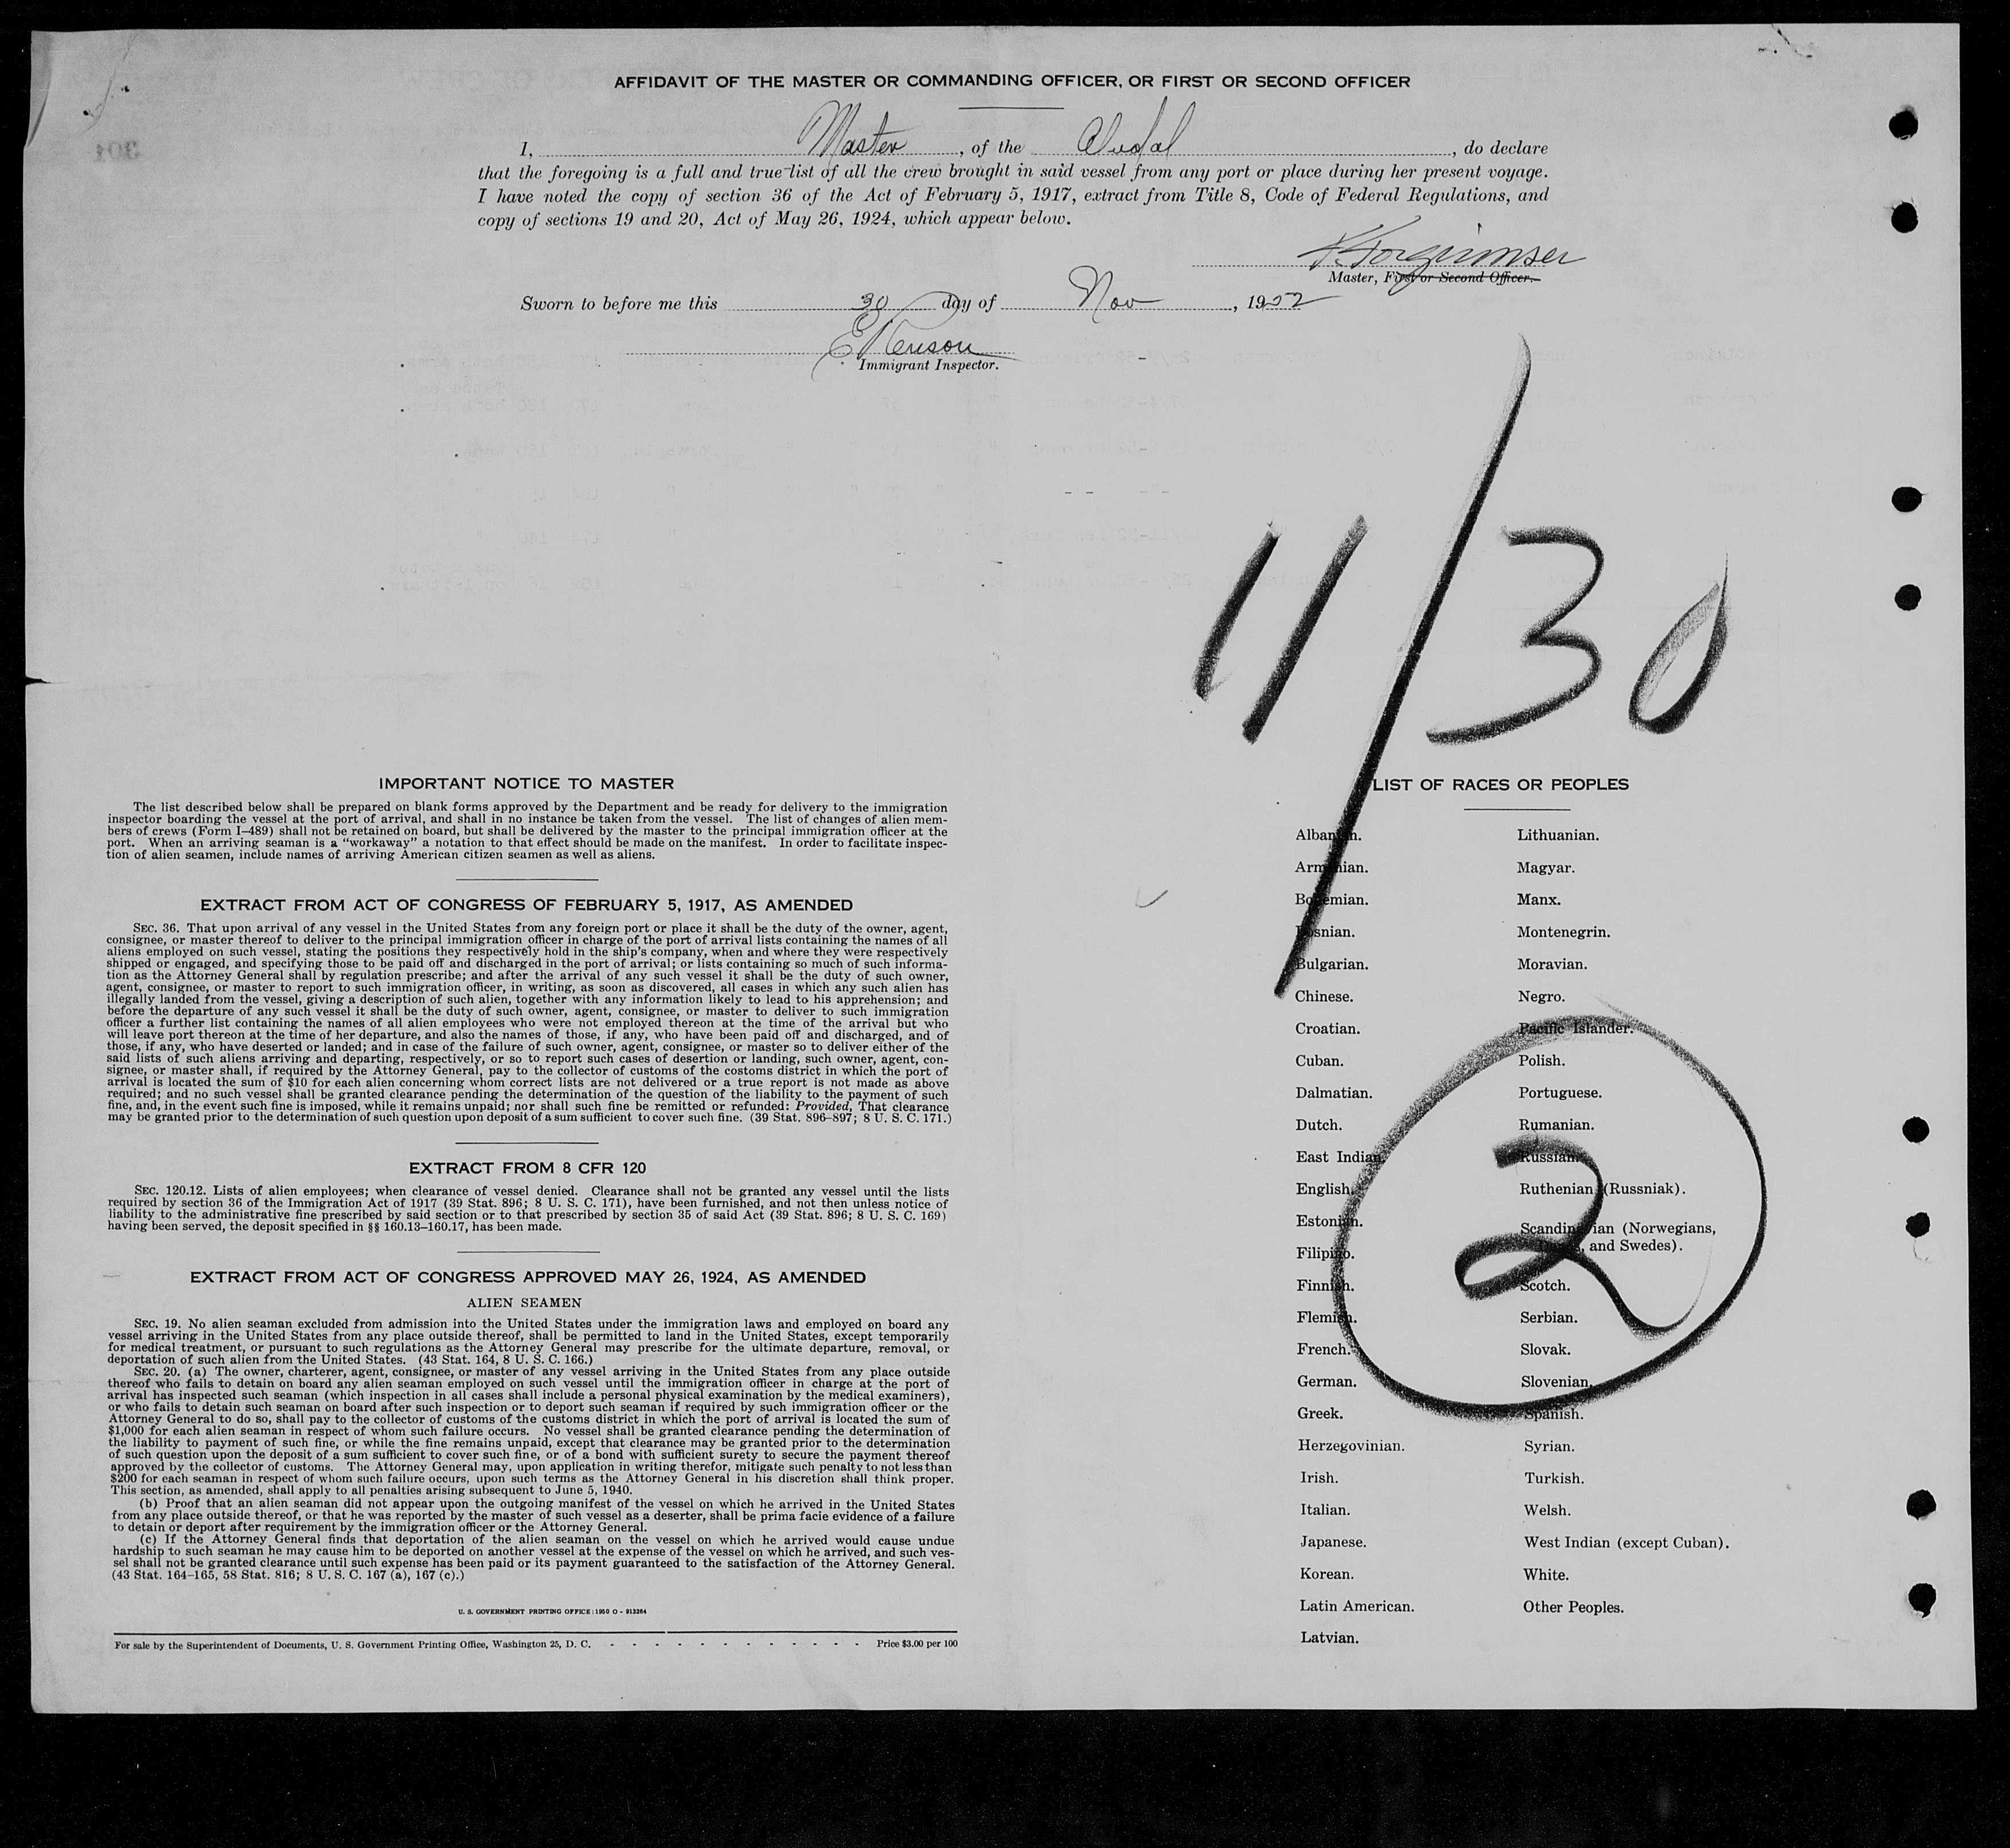 AFFIDAVIT OF THE MASTER OR COMMANDING OFFICER, OR FIRST OR SECOND OFFICER
I, Master, of the , do declare
that the foregoing is a full and true list of all the crew brought in said vessel from any port or place during her present voyage.
I have noted the copy of section 36 of the Act of February 5, 1917, extract from Title 8, Code of Federal Regulations, and
copy of sections 19 and 20, Act of May 26, 1924, which appear below.
Master, First or Second Officer.
Sworn to before me this 30 day of Nov, 1952
Immigrant Inspector.
11/30
IMPORTANT NOTICE TO MASTER
The list described below shall be prepared on blank forms approved by the Department and be ready for delivery to the immigration
inspector boarding the vessel at the port of arrival, and shall in no instance be taken from the vessel. The list of changes of alien mem-
bers of crews (Form I-489) shall not be retained on board, but shall be delivered by the master to the principal immigration officer at the
port. When an arriving seaman is a "workaway" a notation to that effect should be made on the manifest. In order to facilitate inspec-
tion of alien seamen, include names of arriving American citizen seamen as well as aliens.
EXTRACT FROM ACT OF CONGRESS OF FEBRUARY 5, 1917, AS AMENDED
SEC. 36. That upon arrival of any vessel in the United States from any foreign port or place it shall be the duty of the owner, agent,
consignee, or master thereof to deliver to the principal immigration officer in charge of the port of arrival lists containing the names of all
aliens employed on such vessel, stating the positions they respectively hold in the ship's company, when and where they were respectively
shipped or engaged, and specifying those to be paid off and discharged in the port of arrival; or lists containing so much of such informa-
tion as the Attorney General shall by regulation prescribe; and after the arrival of any such vessel it shall be the duty of such owner,
agent, consignee, or master to report to such immigration officer, in writing, as soon as discovered, all cases in which any such alien has
illegally landed from the vessel, giving a description of such alien, together with any information likely to lead to his apprehension; and
before the departure of any such vessel it shall be the duty of such owner, agent, consignee, or master to deliver to such immigration
officer a further list containing the names of all alien employees who were not employed thereon at the time of the arrival but who
will leave port thereon at the time of her departure, and also the names of those, if any, who have been paid off and discharged, and of
those, if any, who have deserted or landed; and in case of the failure of such owner, agent, consignee, or master so to deliver either of the
said lists of such aliens arriving and departing, respectively, or so to report such cases of desertion or landing, such owner, agent, con-
signee, or master shall, if required by the Attorney General, pay to the collector of customs of the costoms district in which the port of
arrival is located the sum of $10 for each alien concerning whom correct lists are not delivered or a true report is not made as above
required; and no such vessel shall be granted clearance pending the determination of the question of the liability to the payment of such
fine, and, in the event such fine is imposed, while it remains unpaid; nor shall such fine be remitted or refunded: Provided, That clearance
may be granted prior to the determination of such question upon deposit of a sum sufficient to cover such fine. (39 Stat. 896-897; 8 U. S. C. 171.)
EXTRACT FROM 8 CFR 120
SEC. 120.12. Lists of alien employees; when clearance of vessel denied. Clearance shall not be granted any vessel until the lists
required by section 36 of the Immigration Act of 1917 (39 Stat. 896; 8 U. S. C. 171), have been furnished, and not then unless notice of
liability to the administrative fine prescribed by said section or to that prescribed by section 35 of said Act (39 Stat. 896; 8 U. S. C. 169)
having been served, the deposit specified in §§ 160.13-160.17, has been made.
EXTRACT FROM ACT OF CONGRESS APPROVED MAY 26, 1924, AS AMENDED
ALIEN SEAMEN
SEC. 19. No alien seaman excluded from admission into the United States under the immigration laws and employed on board any
vessel arriving in the United States from any place outside thereof, shall be permitted to land in the United States, except temporarily
for medical treatment, or pursuant to such regulations as the Attorney General may prescribe for the ultimate departure, removal, or
deportation of such alien from the United States. (43 Stat. 164, 8 U. S. C. 166.)
SEC. 20. (a) The owner, charterer, agent, consignee, or master of any vessel arriving in the United States from any place outside
thereof who fails to detain on board any alien seaman employed on such vessel until the immigration officer in charge at the port of
arrival has inspected such seaman (which inspection in all cases shall include a personal physical examination by the medical examiners),
or who fails to detain such seaman on board after such inspection or to deport such seaman if required by such immigration officer or the
Attorney General to do so, shall pay to the collector of customs of the customs district in which the port of arrival is located the sum of
$1,000 for each alien seaman in respect of whom such failure occurs. No vessel shall be granted clearance pending the determination of
the liability to payment of such fine, or while the fine remains unpaid, except that clearance may be granted prior to the determination
of such question upon the deposit of a sum sufficient to cover such fine, or of a bond with sufficient surety to secure the payment thereof
approved by the collector of customs. The Attorney General may, upon application in writing therefor, mitigate such penalty to not less than
$200 for each seaman in respect of whom such failure occurs, upon such terms as the Attorney General in his discretion shall think proper.
This section, as amended, shall apply to all penalties arising subsequent to June 5, 1940.
(b) Proof that an alien seaman did not appear upon the outgoing manifest of the vessel on which he arrived in the United States
from any place outside thereof, or that he was reported by the master of such vessel as a deserter, shall be prima facie evidence of a failure
to detain or deport after requirement by the immigration officer or the Attorney General.
(c) If the Attorney General finds that deportation of the alien seaman on the vessel on which he arrived would cause undue
hardship to such seaman he may cause him to be deported on another vessel at the expense of the vessel on which he arrived, and such ves-
sel shall not be granted clearance until such expense has been paid or its payment guaranteed to the satisfaction of the Attorney General.
(43 Stat. 164-165, 58 Stat. 816; 8 U. S. C. 167 (a), 167 (c).)
U. S. GOVERNMENT PRINTING OFFICE: 1950 O - 913264
For sale by the Superintendent of Documents, U. S. Government Printing Office, Washington 25, D. C. - - - - - - - - - - - - Price $3.00 per 100
LIST OF RACES OR PEOPLES
Albanian.
Armenian.
Bohemian.
Bosnian.
Bulgarian.
Chinese.
Croatian.
Cuban.
Dalmatian.
Dutch.
East Indian.
English.
Estonian.
Filipino.
Finnish.
Flemish.
French.
German.
Greek.
Herzegovinian.
Irish.
Italian.
Japanese.
Korean.
Latin American.
Latvian.
Lithuanian.
Magyar.
Manx.
Montenegrin.
Moravian.
Negro.
Pacific Islander.
Polish.
Portuguese.
Rumanian.
Russian.
Ruthenian (Russniak).
Scandinavian (Norwegians,
Danes, and Swedes).
Scotch.
Serbian.
Slovak.
Slovenian.
Spanish.
Syrian.
Turkish.
Welsh.
West Indian (except Cuban).
White.
Other Peoples.
2